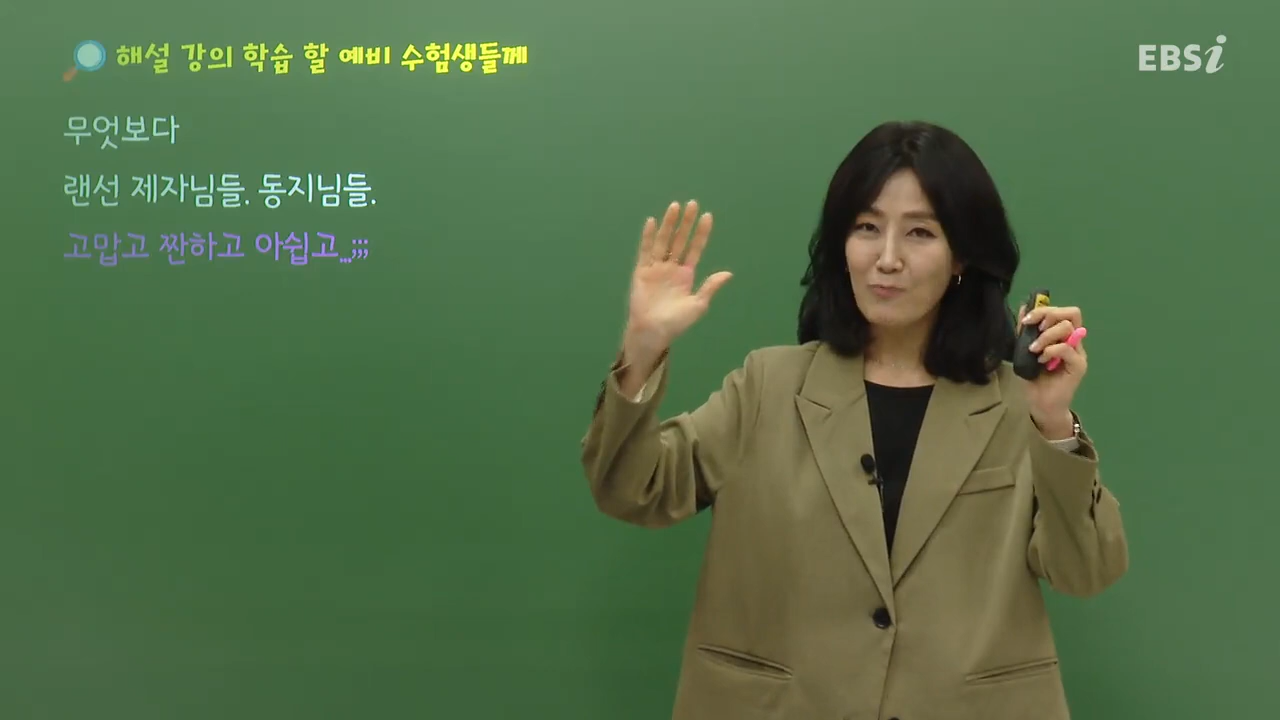 해설 강의 학습 할 예비 수험생들께
EBSi
무엇보다
랜선 제자님들. 동지님들.
고맙고 짠하고 아쉽고...;;;